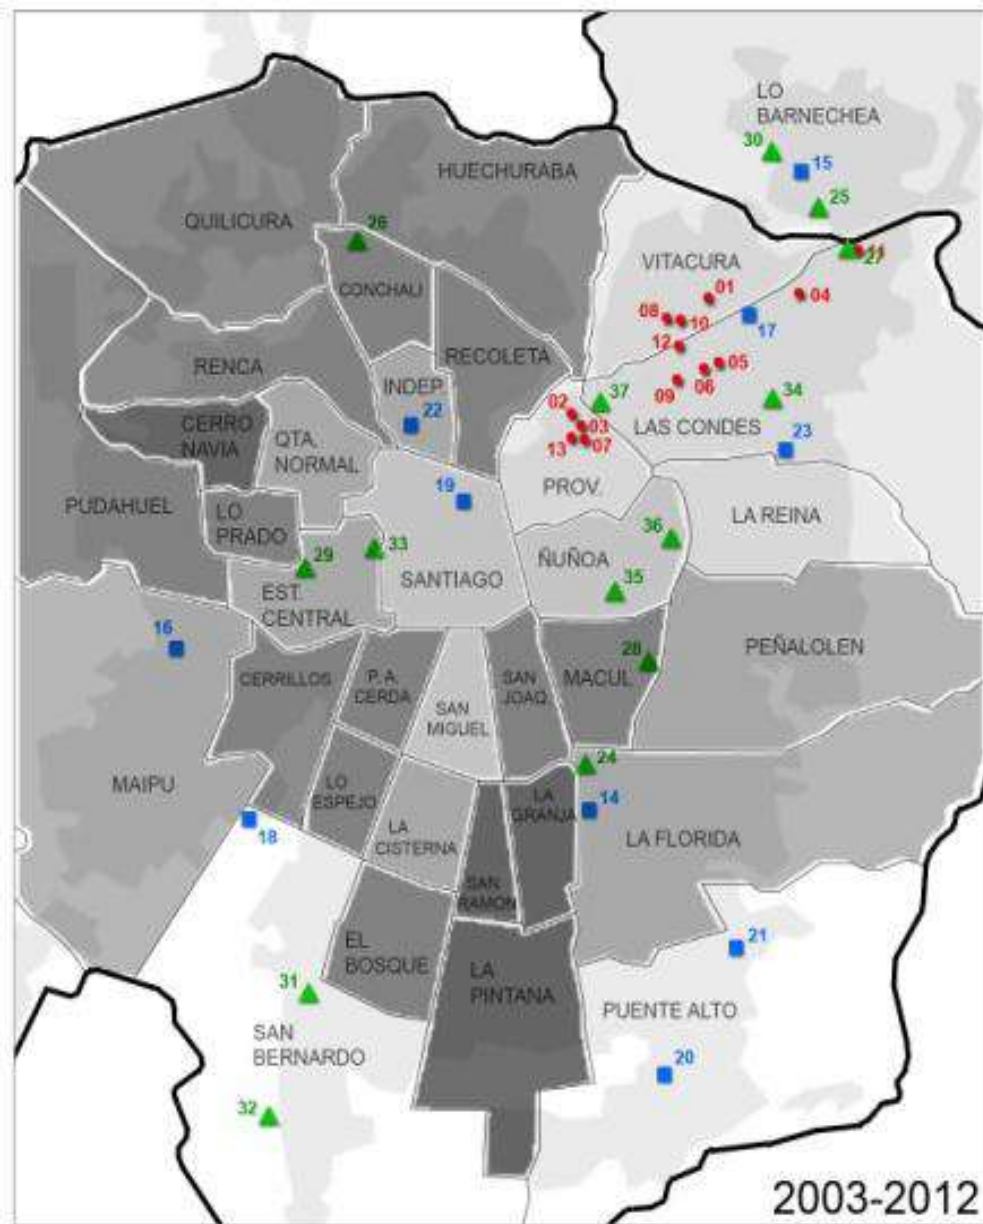 LO
BARNECHEA
30
15
HUECHURABA
25
QUILICURA
26
11
27
VITACURA
CONCHALI
01
04
08
10
17
12
RENCA
RECOLETA
05
INDEP.
06
09
34
37
02
22
CERRO
NAVIA
QTA.
NORMAL
03
LAS CONDES
13
07
23
19
PROV.
PUDAHUEL
LO
PRADO
LA REINA
36
33
ÑUÑOA
29
SANTIAGO
35
EST.
CENTRAL
16
28
PEÑALOLEN
CERRILLOS
P. A.
CERDA
SAN
JOAQ.
MACUL
SAN
MIGUEL
24
MAIPU
LO
ESPEJO
LA
GRANJA
14
18
LA
CISTERNA
LA FLORIDA
SAN
RAMON
21
EL
BOSQUE
LA
PINTANA
31
PUENTE ALTO
SAN
BERNARDO
20
32
2003-2012